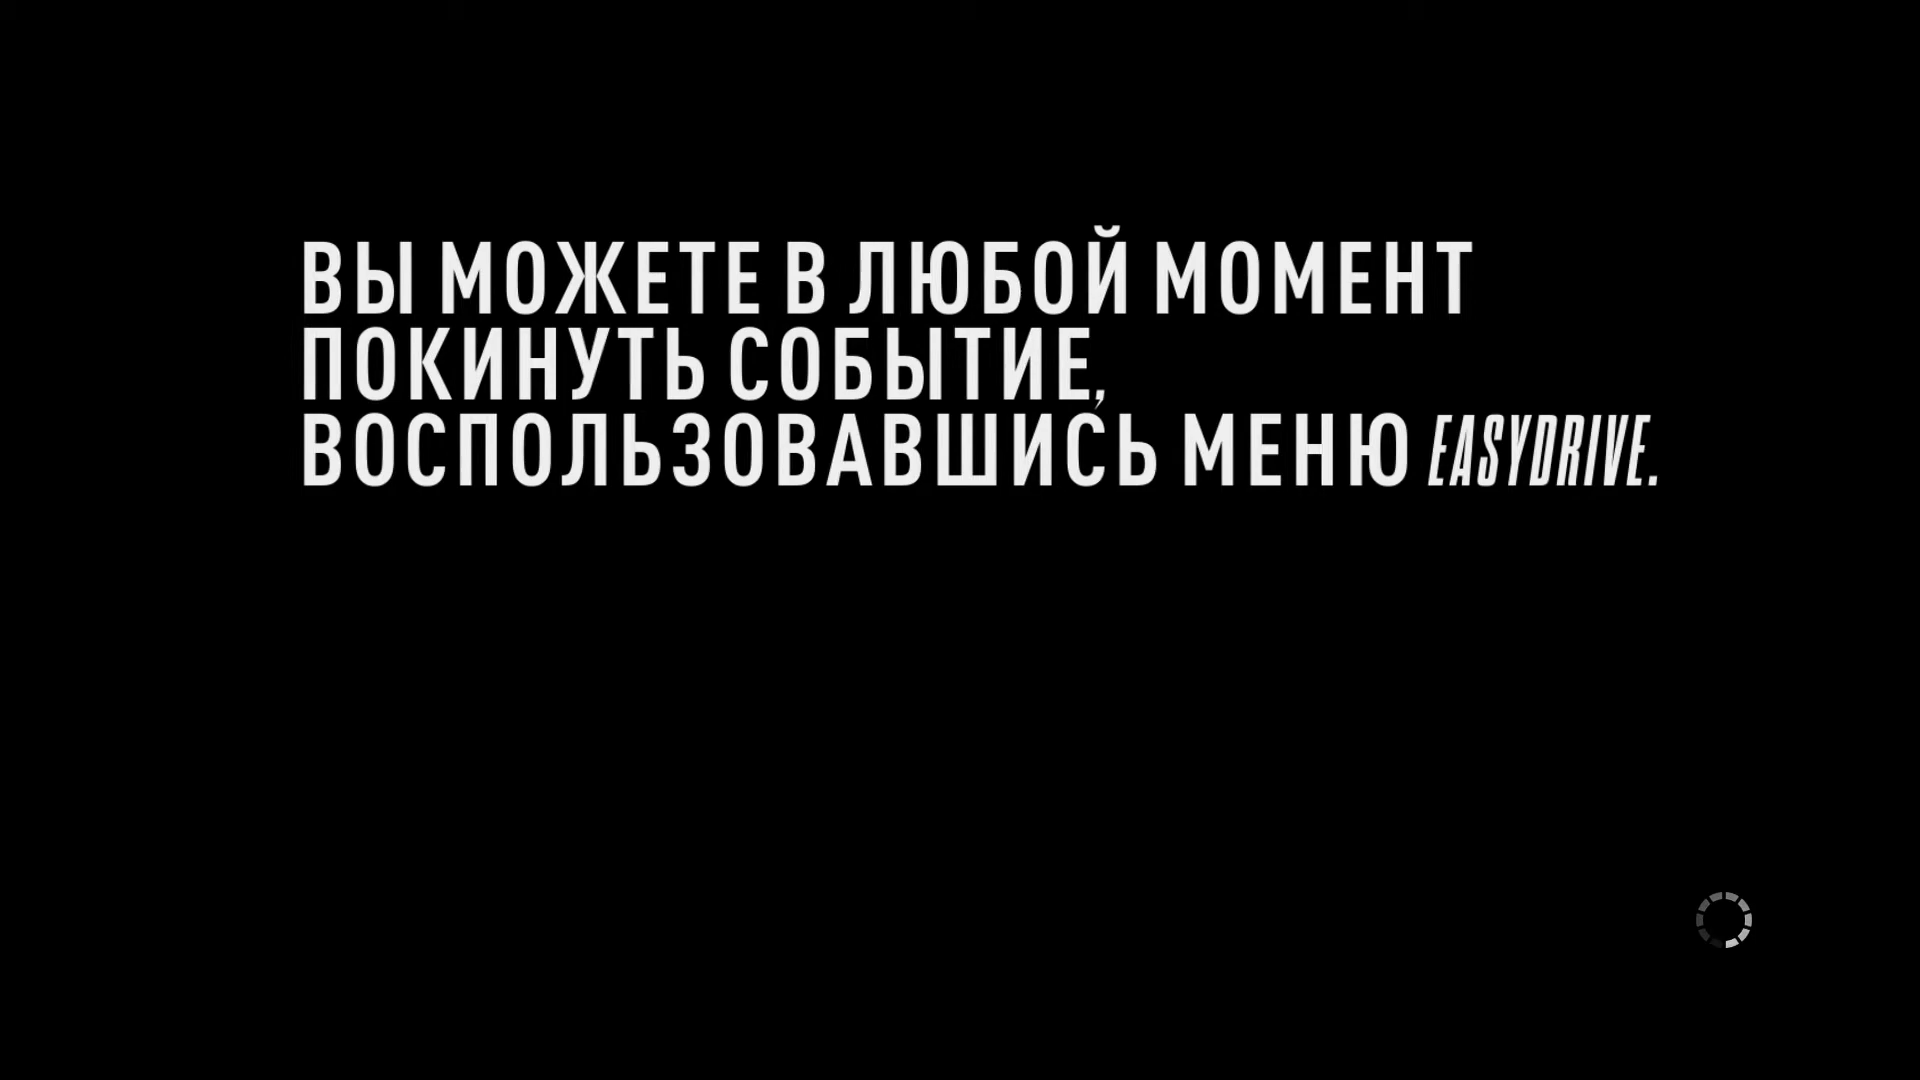 ВЫ МОЖЕТЕ В ЛЮБОЙ МОМЕНТ
ПОКИНУТЬ СОБЫТИЕ,
ВОСПОЛЬЗОВАВШИСЬ МЕНЮ EASYDRIVE.